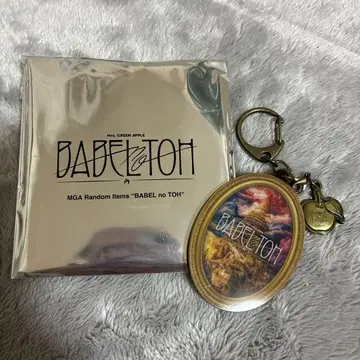 Mrs. GREEN APPLE
BABEL no TOH
MGA Random Items "BABEL no TOH"
BABEL no TOH